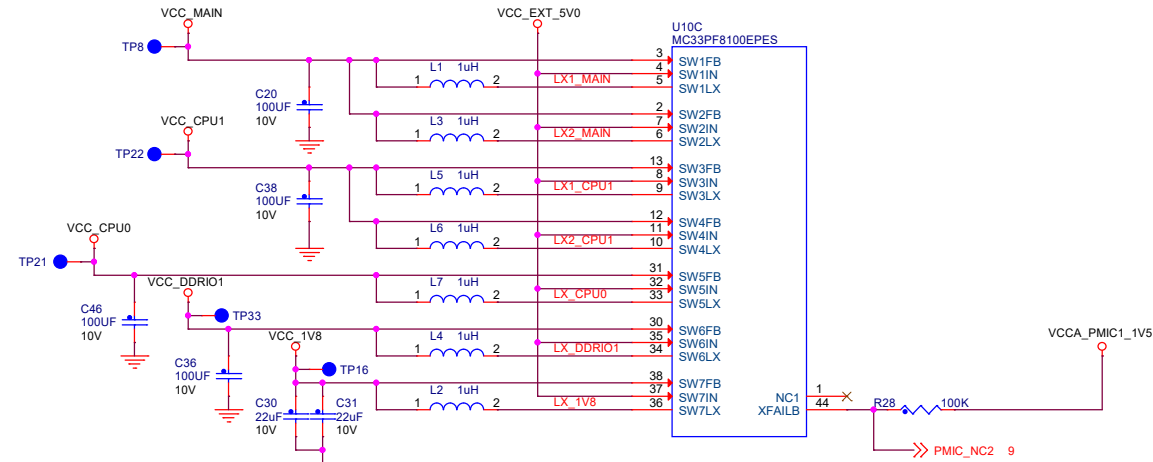 VCC_MAIN
VCC_EXT_5V0
U10C
MC33PF8100EPES
TP8
L1 1uH
1 2
LX1_MAIN
3 SW1FB
4 SW1IN
5 SW1LX
C20
100UF
10V
L3 1uH
1 2
LX2_MAIN
2 SW2FB
7 SW2IN
6 SW2LX
VCC_CPU1
TP22
L5 1uH
1 2
LX1_CPU1
13 SW3FB
8 SW3IN
9 SW3LX
C38
100UF
10V
L6 1uH
1 2
LX2_CPU1
12 SW4FB
11 SW4IN
10 SW4LX
VCC_CPU0
TP21
L7 1uH
1 2
LX_CPU0
31 SW5FB
32 SW5IN
33 SW5LX
C46
100UF
10V
VCC_DDRIO1
TP33
L4 1uH
1 2
LX_DDRIO1
30 SW6FB
35 SW6IN
34 SW6LX
C36
100UF
10V
VCC_1V8
TP16
L2 1uH
1 2
LX_1V8
38 SW7FB
37 SW7IN
36 SW7LX
C30
22uF
10V
C31
22uF
10V
NC1 1
XFAILB 44
R28 100K
VCCA_PMIC1_1V5
PMIC_NC2 9